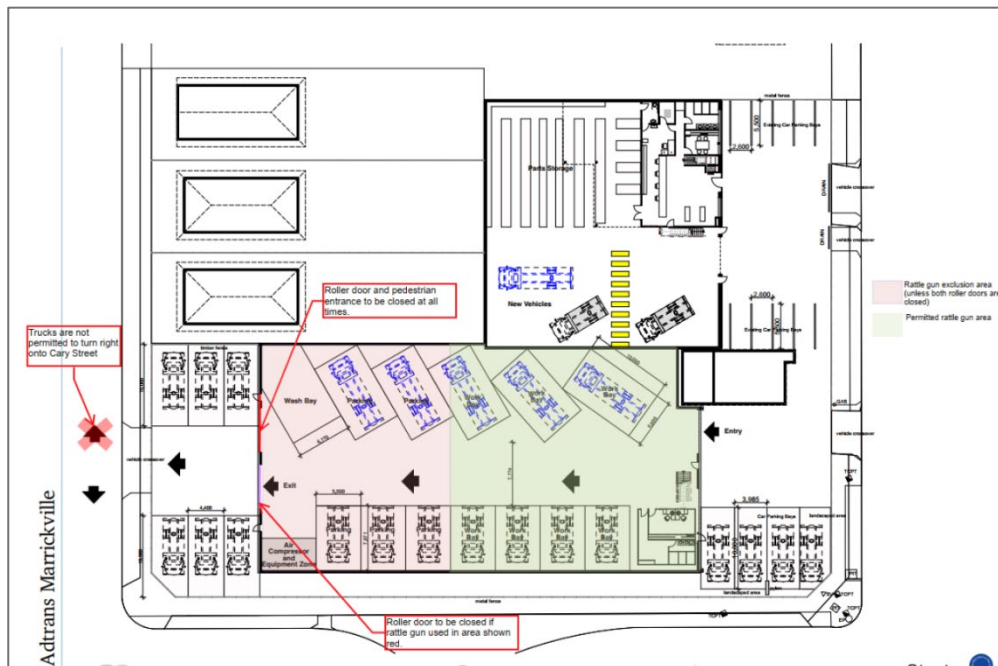 metal fence
Existing Car Parking Bays
5,500
2,600
Parts Storage
DRAIN
vehicle crossover
DRAIN
vehicle crossover
New Vehicles
2,600
Existing Car Parking Bays
Rattle gun exclusion area
(unless both roller doors are
closed)
Permitted rattle gun area
Roller door and pedestrian
entrance to be closed at all
times.
Trucks are not
permitted to turn right
onto Cary Street
timber fence
Wash Bay
Parking
Parking
Work
Bay
Work
Bay
Work
Bay
Entry
vehicle crossover
vehicle crossover
Exit
4,400
Parking
Parking
Parking
Work
Bay
Work
Bay
Work
Bay
Work
Bay
Air
Compressor
and
Equipment Zone
3,985
Car Parking Bays
landscaped area
landscaped area
metal fence
Roller door to be closed if
rattle gun used in area shown
red.
Adtrans Marrickville